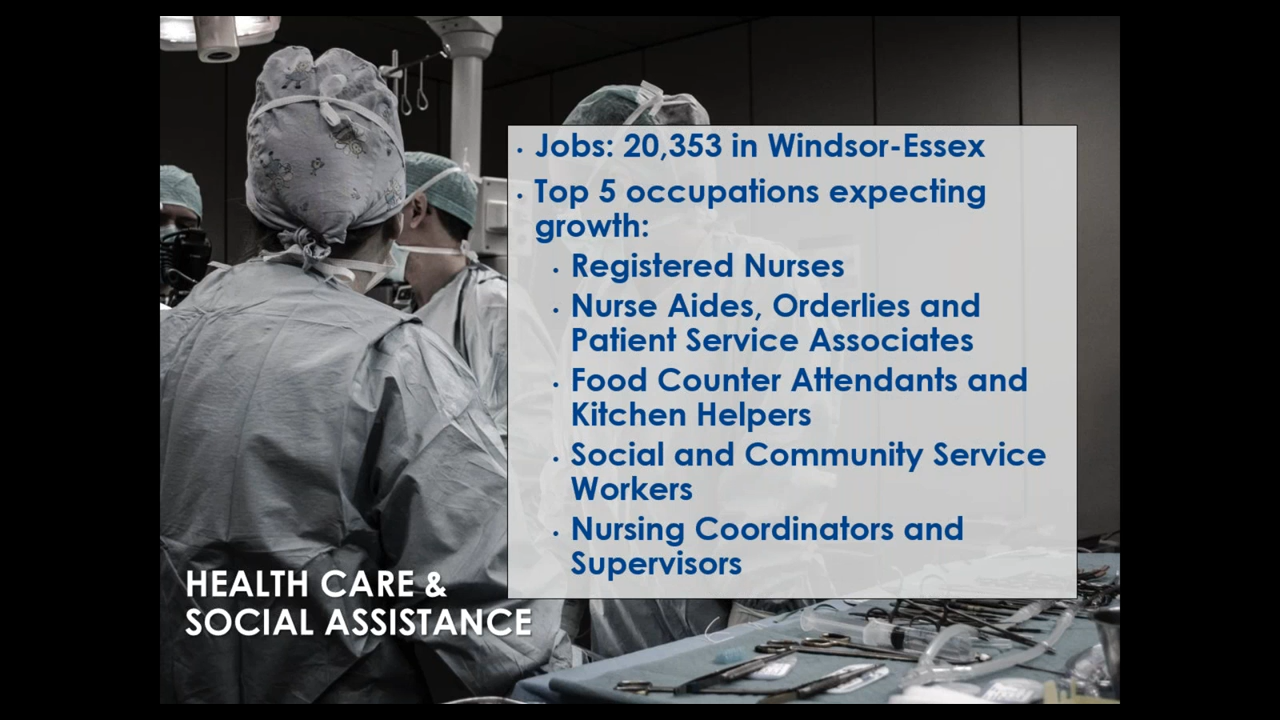 · Jobs: 20,353 in Windsor-Essex
· Top 5 occupations expecting
growth:
· Registered Nurses
· Nurse Aides, Orderlies and
Patient Service Associates
· Food Counter Attendants and
Kitchen Helpers
· Social and Community Service
Workers
· Nursing Coordinators and
Supervisors
HEALTH CARE &
SOCIAL ASSISTANCE